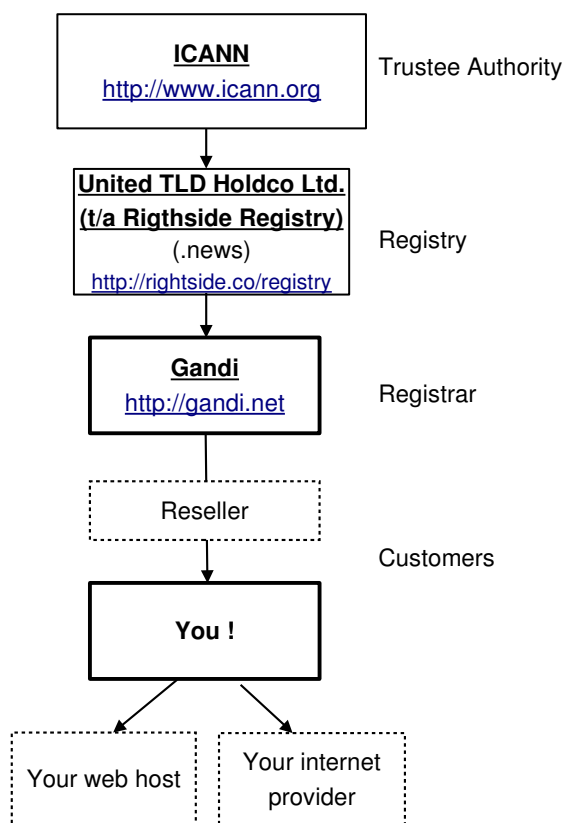 ICANN
http://www.icann.org
Trustee Authority
United TLD Holdco Ltd.
(t/a Rigthside Registry)
(.news)
http://rightside.co/registry
Registry
Gandi
http://gandi.net
Registrar
Reseller
Customers
You !
Your web host
Your internet
provider